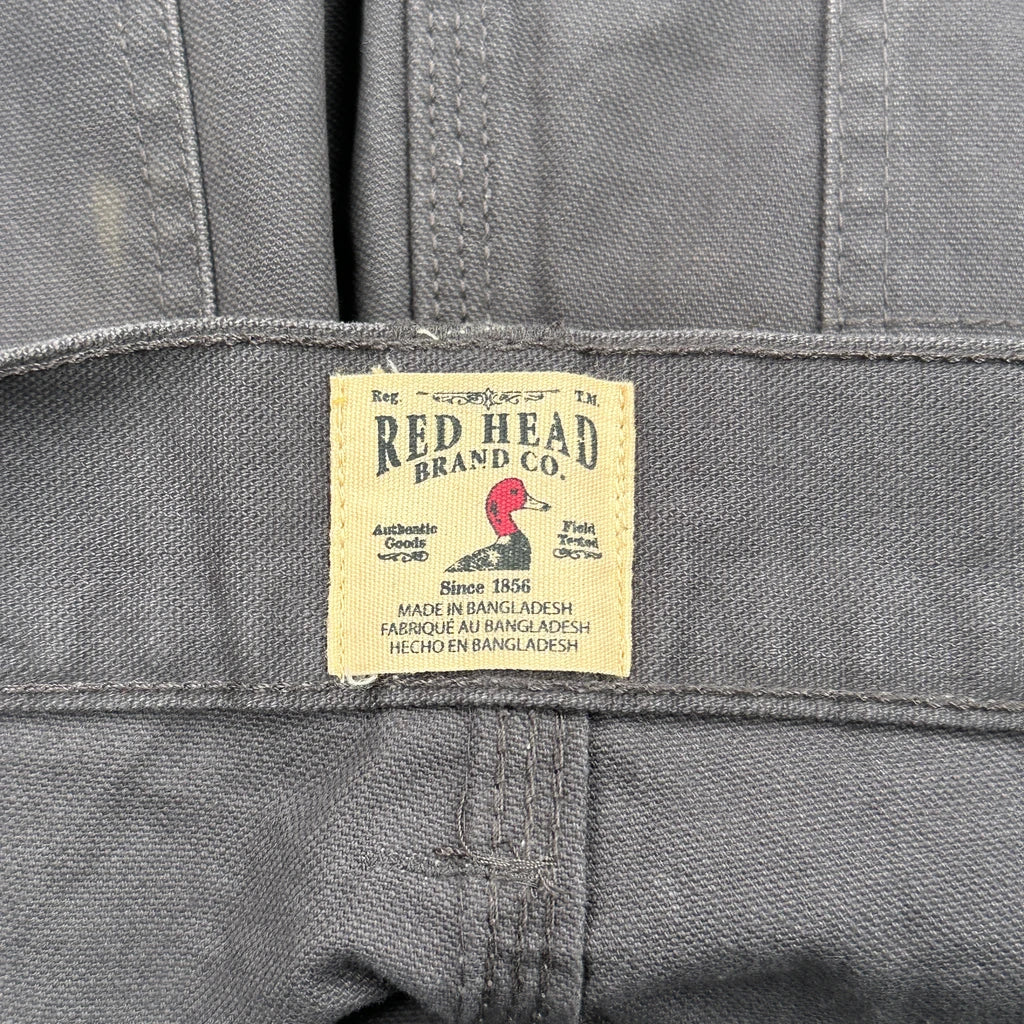 Reg. T.M.
RED HEAD
BRAND CO.
Authentic Goods
Field Tested
Since 1856
MADE IN BANGLADESH
FABRIQUÉ AU BANGLADESH
HECHO EN BANGLADESH